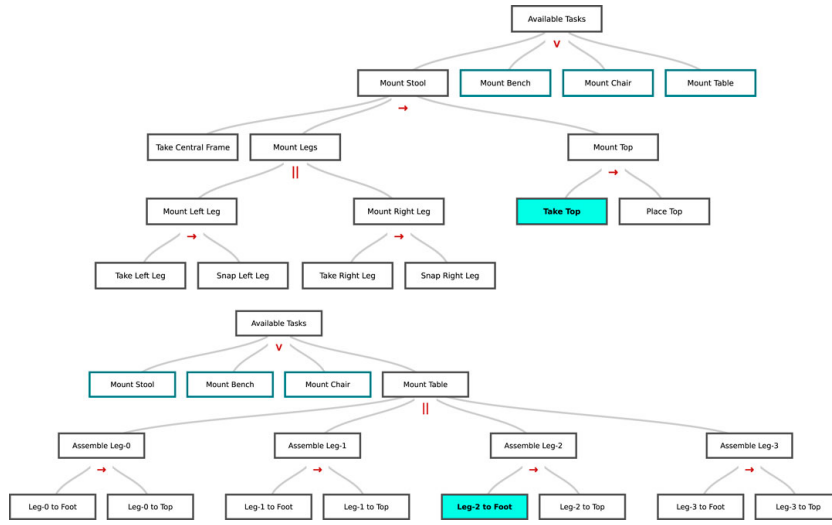 Available Tasks
v
Mount Stool
Mount Bench
Mount Chair
Mount Table
→
Take Central Frame
Mount Legs
Mount Top
||
→
Mount Left Leg
Mount Right Leg
Take Top
Place Top
→
→
Take Left Leg
Snap Left Leg
Take Right Leg
Snap Right Leg
Available Tasks
v
Mount Stool
Mount Bench
Mount Chair
Mount Table
||
Assemble Leg-0
Assemble Leg-1
Assemble Leg-2
Assemble Leg-3
→
→
→
→
Leg-0 to Foot
Leg-0 to Top
Leg-1 to Foot
Leg-1 to Top
Leg-2 to Foot
Leg-2 to Top
Leg-3 to Foot
Leg-3 to Top